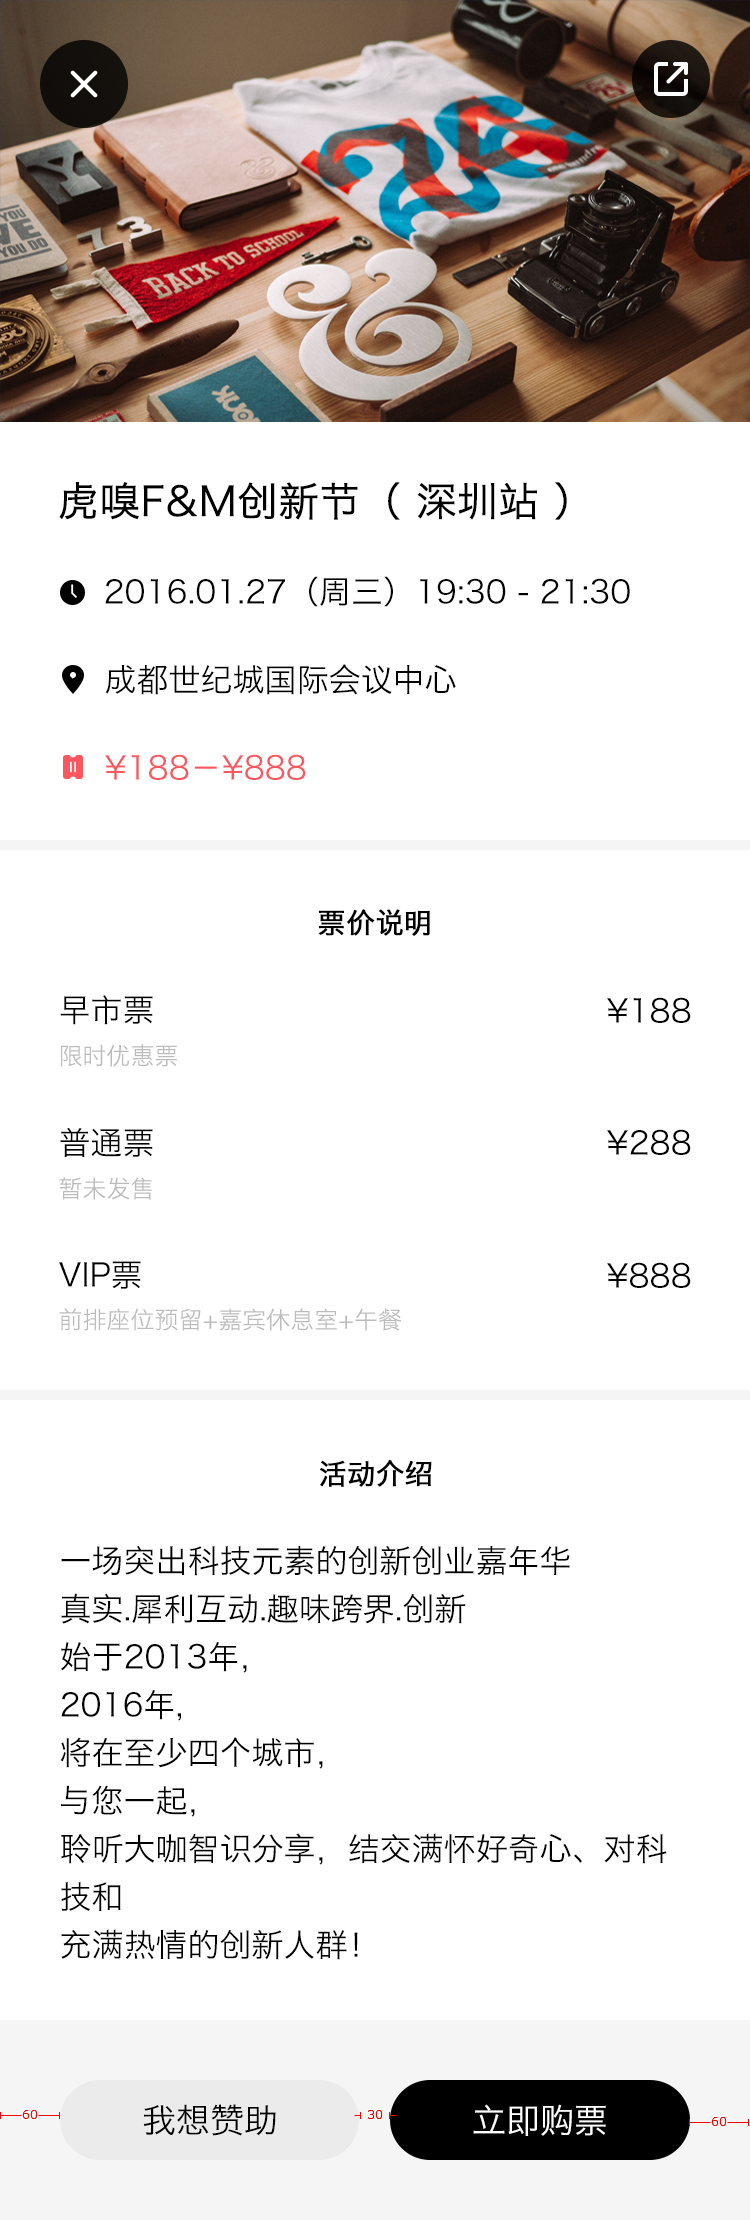 YOU
YOU DO
Y
7 3
BACK TO SCHOOL
&
虎嗅F&M创新节（ 深圳站 ）
2016.01.27（周三）19:30 - 21:30
成都世纪城国际会议中心
¥188－¥888
票价说明
早市票 ¥188
限时优惠票
普通票 ¥288
暂未发售
VIP票 ¥888
前排座位预留+嘉宾休息室+午餐
活动介绍
一场突出科技元素的创新创业嘉年华
真实.犀利互动.趣味跨界.创新
始于2013年，
2016年，
将在至少四个城市，
与您一起，
聆听大咖智识分享，结交满怀好奇心、对科
技和
充满热情的创新人群！
60 我想赞助 30 立即购票 60